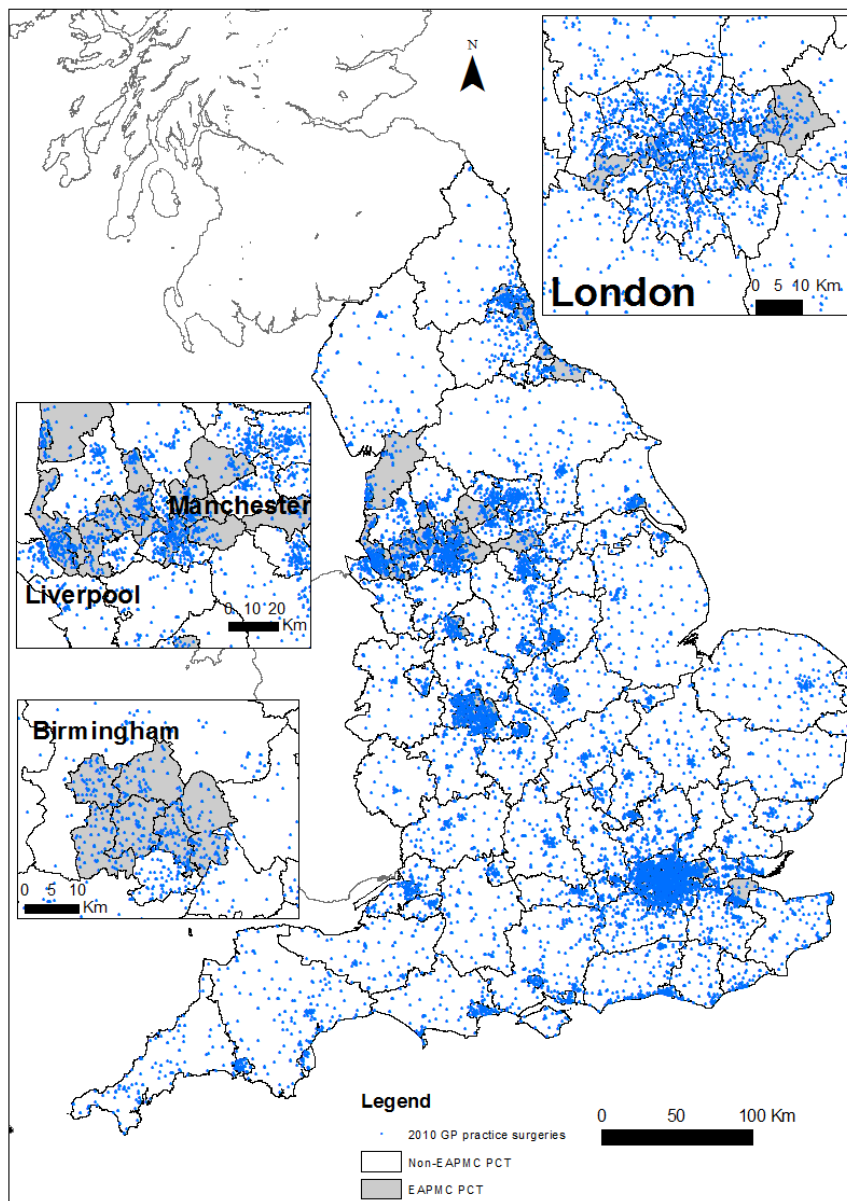 N
London
0 5 10 Km
Manchester
Liverpool
0 10 20
Km
Birmingham
0 5 10
Km
Legend
2010 GP practice surgeries
Non-EAPMC PCT
EAPMC PCT
0 50 100 Km